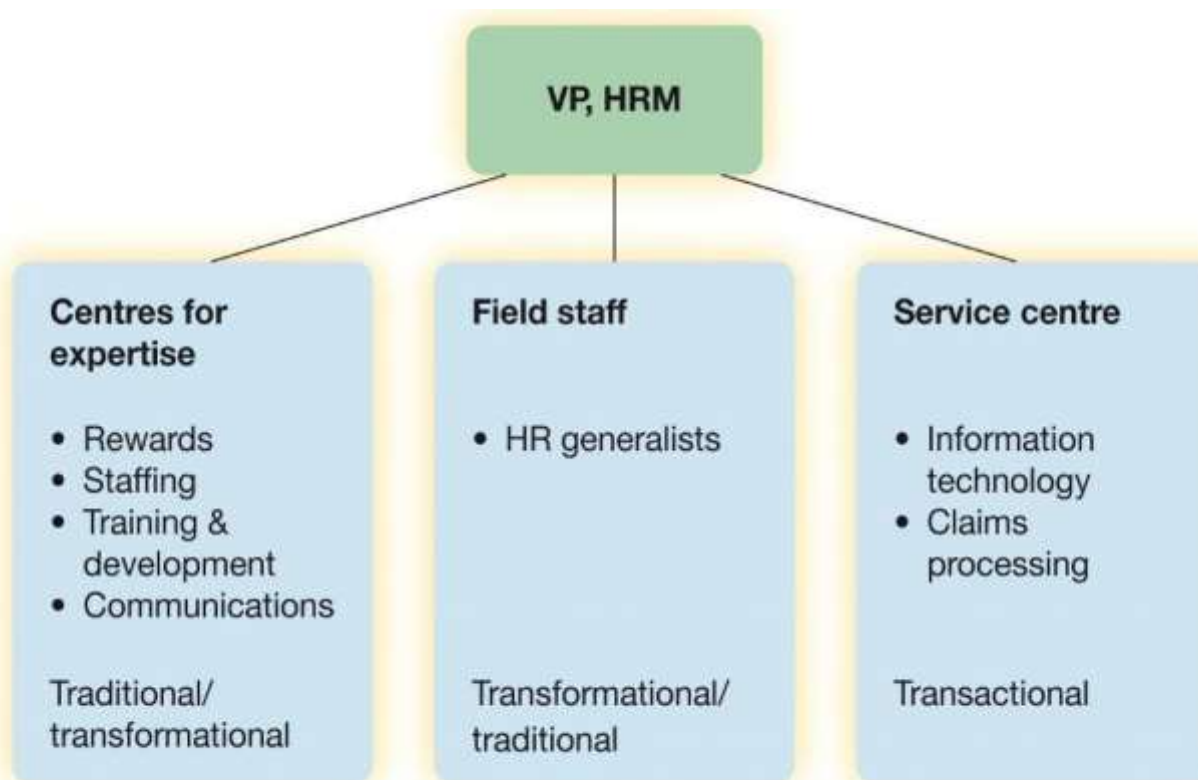 VP, HRM
Centres for
expertise
• Rewards
• Staffing
• Training &
development
• Communications
Traditional/
transformational
Field staff
• HR generalists
Transformational/
traditional
Service centre
• Information
technology
• Claims
processing
Transactional